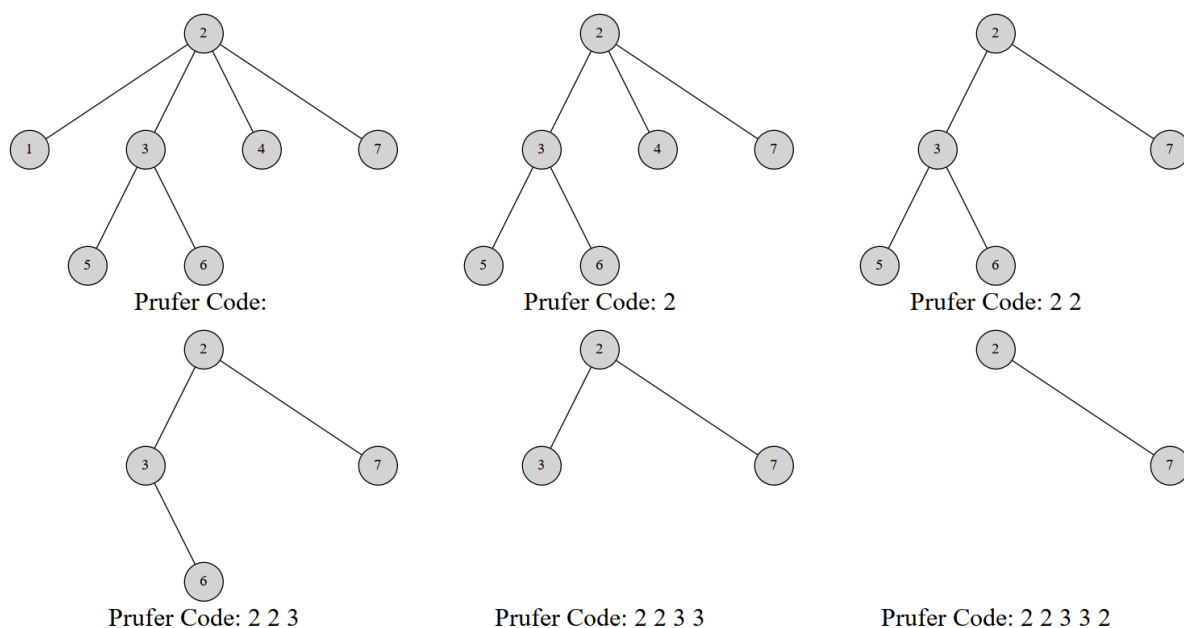 2 2 2
1 3 4 7 3 4 7 3 7
5 6 5 6 5 6
Prufer Code: Prufer Code: 2 Prufer Code: 2 2
2 2 2
3 7 3 7 7
6
Prufer Code: 2 2 3 Prufer Code: 2 2 3 3 Prufer Code: 2 2 3 3 2